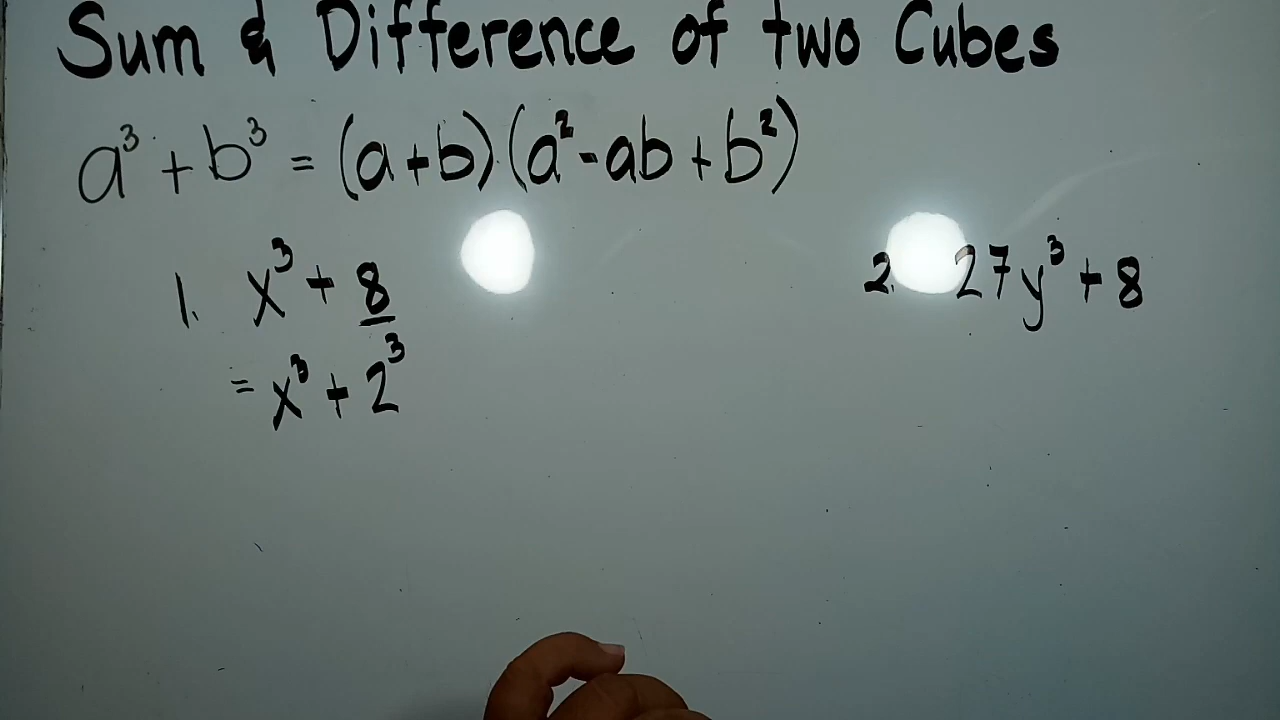 Sum & Difference of two Cubes
a³ + b³ = (a+b)(a² - ab + b²)
1. x³ + 8
= x³ + 2³
2. 27y³ + 8